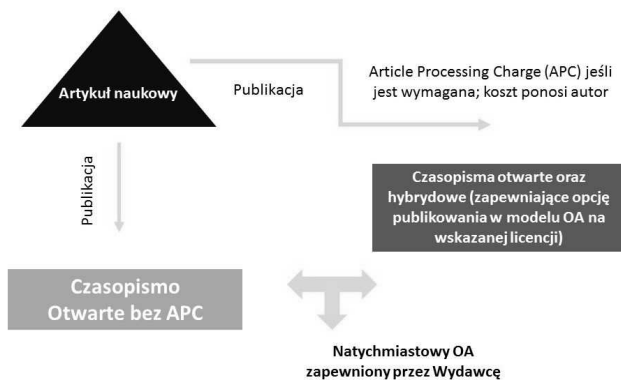 Artykuł naukowy
Publikacja
Article Processing Charge (APC) jeśli
jest wymagana; koszt ponosi autor
Publikacja
Czasopisma otwarte oraz
hybrydowe (zapewniające opcję
publikowania w modelu OA na
wskazanej licencji)
Czasopismo
Otwarte bez APC
Natychmiastowy OA
zapewniony przez Wydawcę